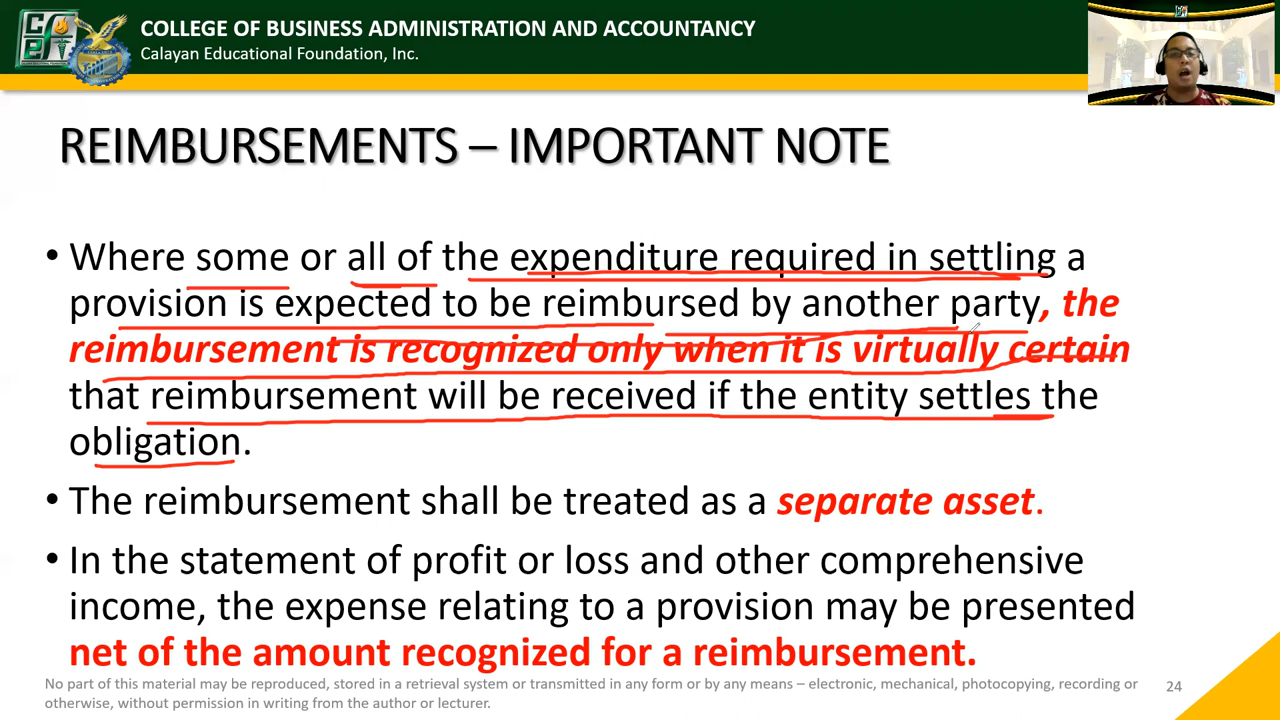 COLLEGE OF BUSINESS ADMINISTRATION AND ACCOUNTANCY
Calayan Educational Foundation, Inc.
REIMBURSEMENTS – IMPORTANT NOTE
• Where some or all of the expenditure required in settling a
provision is expected to be reimbursed by another party, the
reimbursement is recognized only when it is virtually certain
that reimbursement will be received if the entity settles the
obligation.
• The reimbursement shall be treated as a separate asset.
• In the statement of profit or loss and other comprehensive
income, the expense relating to a provision may be presented
net of the amount recognized for a reimbursement.
No part of this material may be reproduced, stored in a retrieval system or transmitted in any form or by any means – electronic, mechanical, photocopying, recording or
otherwise, without permission in writing from the author or lecturer.
24